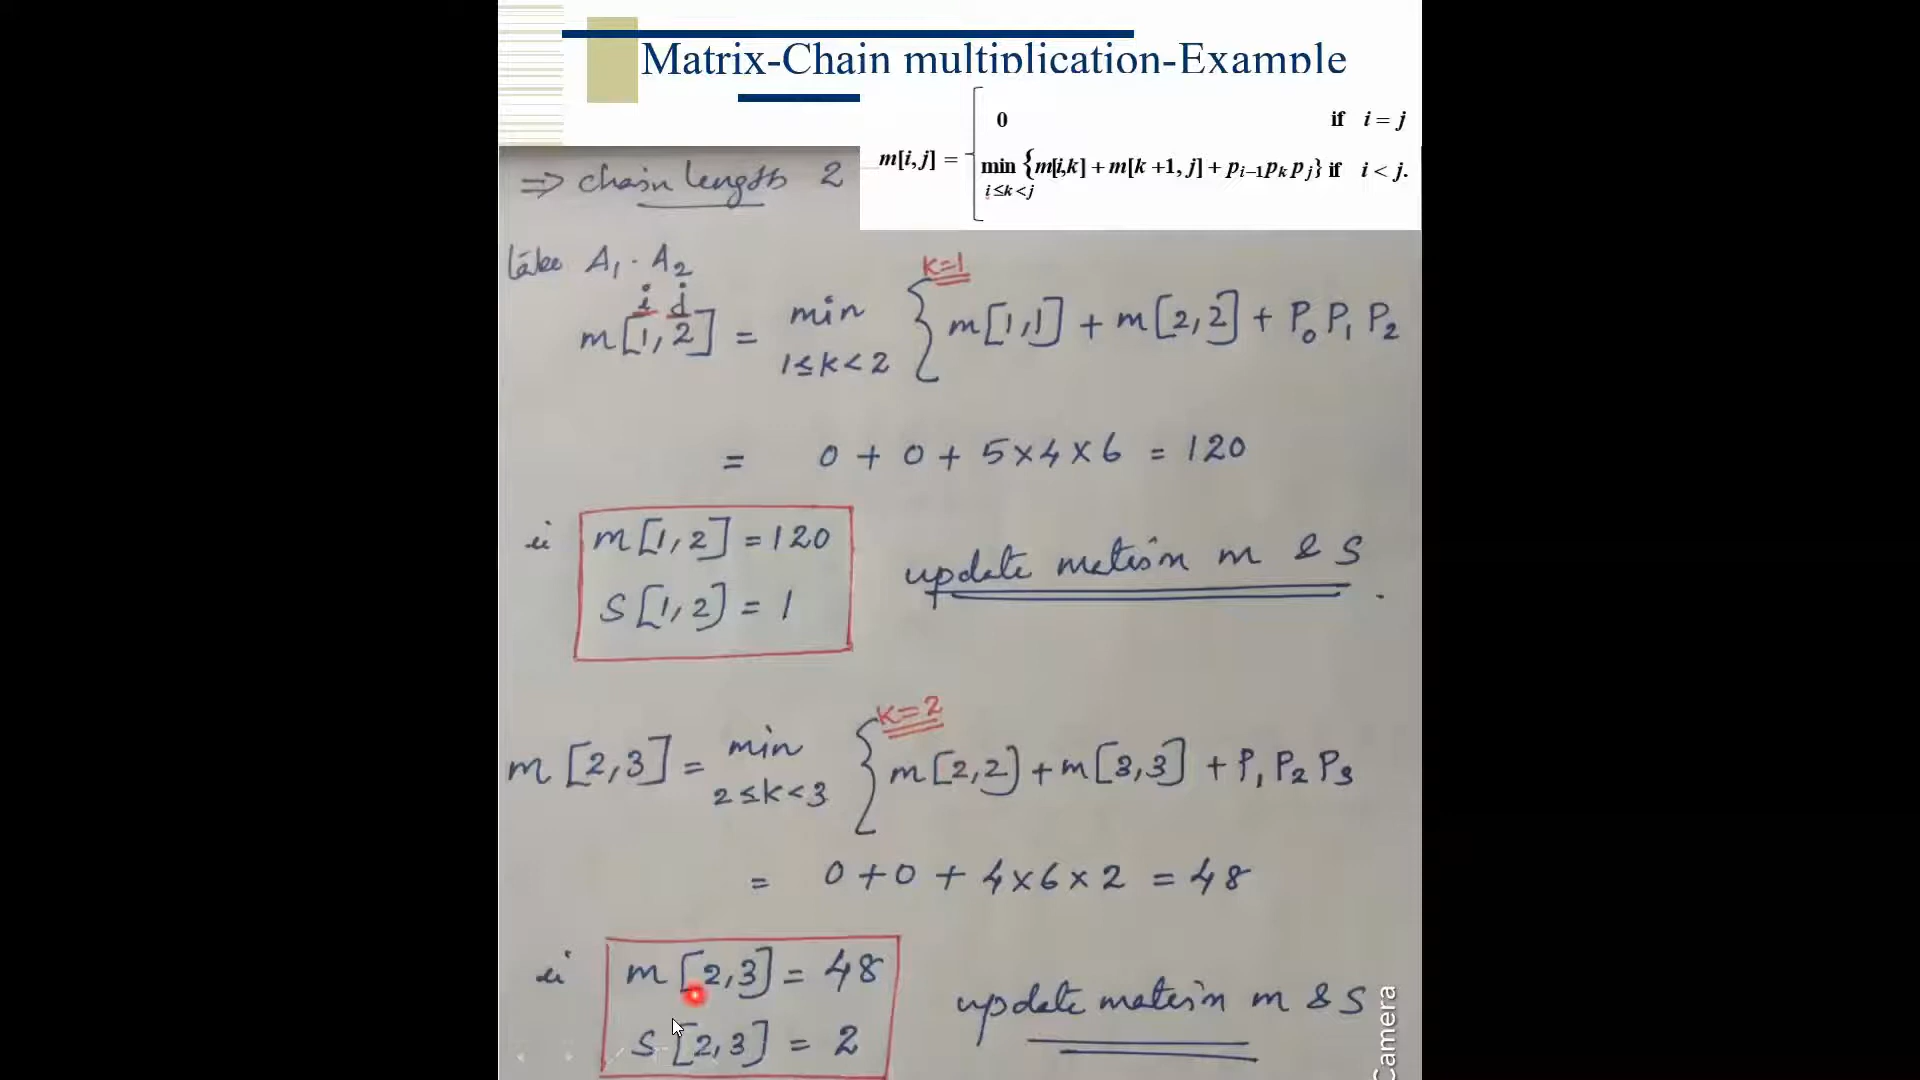 Matrix-Chain multiplication-Example
0 if i = j
m[i,j] =
min {m[i,k] + m[k +1, j] + p_{i−1}p_k p_j} if i < j.
i≤k<j
⇒ chain length 2
take A₁ · A₂
i j
k=1
m[1,2] = min { m[1,1] + m[2,2] + P₀ P₁ P₂
1≤k<2
= 0 + 0 + 5×4×6 = 120
m[1,2] = 120
S[1,2] = 1
update m & S.
k=2
m[2,3] = min { m[2,2] + m[3,3] + P₁ P₂ P₃
2≤k<3
= 0+0 + 4×6×2 = 48
m[2,3] = 48
S[2,3] = 2
update m & S
Camera